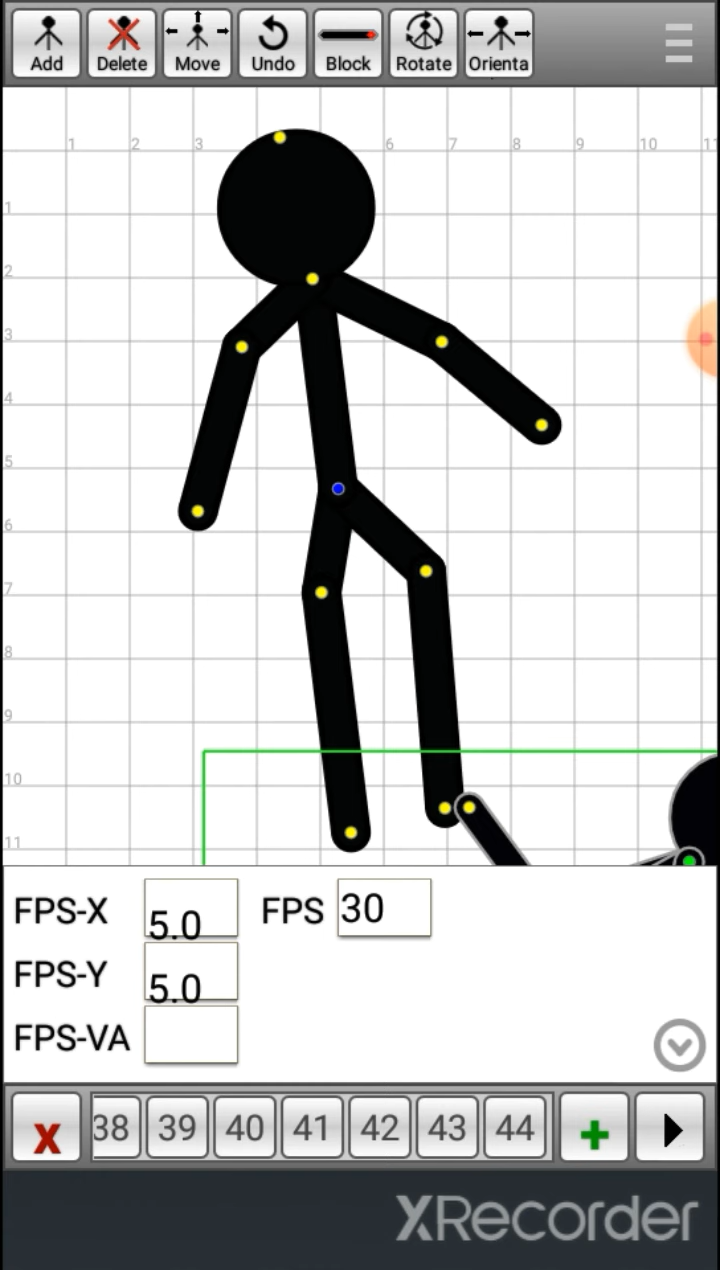 Add Delete Move Undo Block Rotate Orienta
1 2 3 6 7 8 9 10 11
1
2
3
4
5
6
7
8
9
10
11
FPS-X 5.0 FPS 30
FPS-Y 5.0
FPS-VA
x 38 39 40 41 42 43 44 +
XRecorder